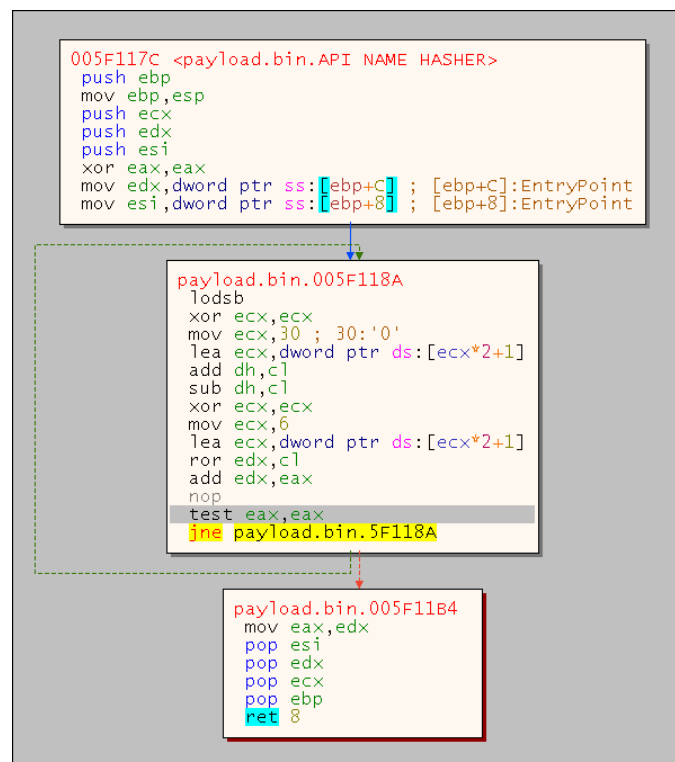 005F117C <payload.bin.API NAME HASHER>
push ebp
mov ebp,esp
push ecx
push edx
push esi
xor eax,eax
mov edx,dword ptr ss:[ebp+C] ; [ebp+C]:EntryPoint
mov esi,dword ptr ss:[ebp+8] ; [ebp+8]:EntryPoint
payload.bin.005F118A
lodsb
xor ecx,ecx
mov ecx,30 ; 30:'0'
lea ecx,dword ptr ds:[ecx*2+1]
add dh,cl
sub dh,cl
xor ecx,ecx
mov ecx,6
lea ecx,dword ptr ds:[ecx*2+1]
ror edx,cl
add edx,eax
nop
test eax,eax
jne payload.bin.5F118A
payload.bin.005F11B4
mov eax,edx
pop esi
pop edx
pop ecx
pop ebp
ret 8